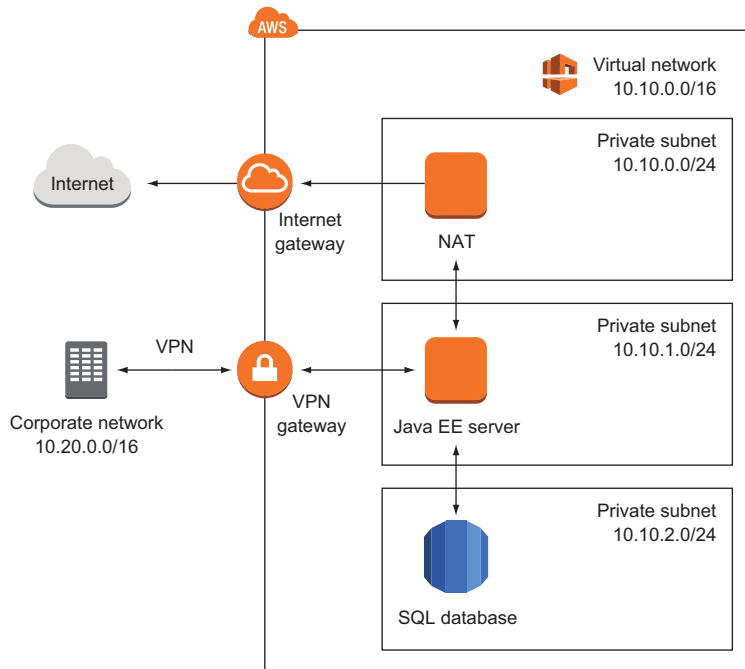 AWS
Virtual network
10.10.0.0/16
Private subnet
10.10.0.0/24
Internet
Internet
gateway
NAT
Private subnet
10.10.1.0/24
VPN
VPN
gateway
Corporate network
10.20.0.0/16
Java EE server
Private subnet
10.10.2.0/24
SQL database